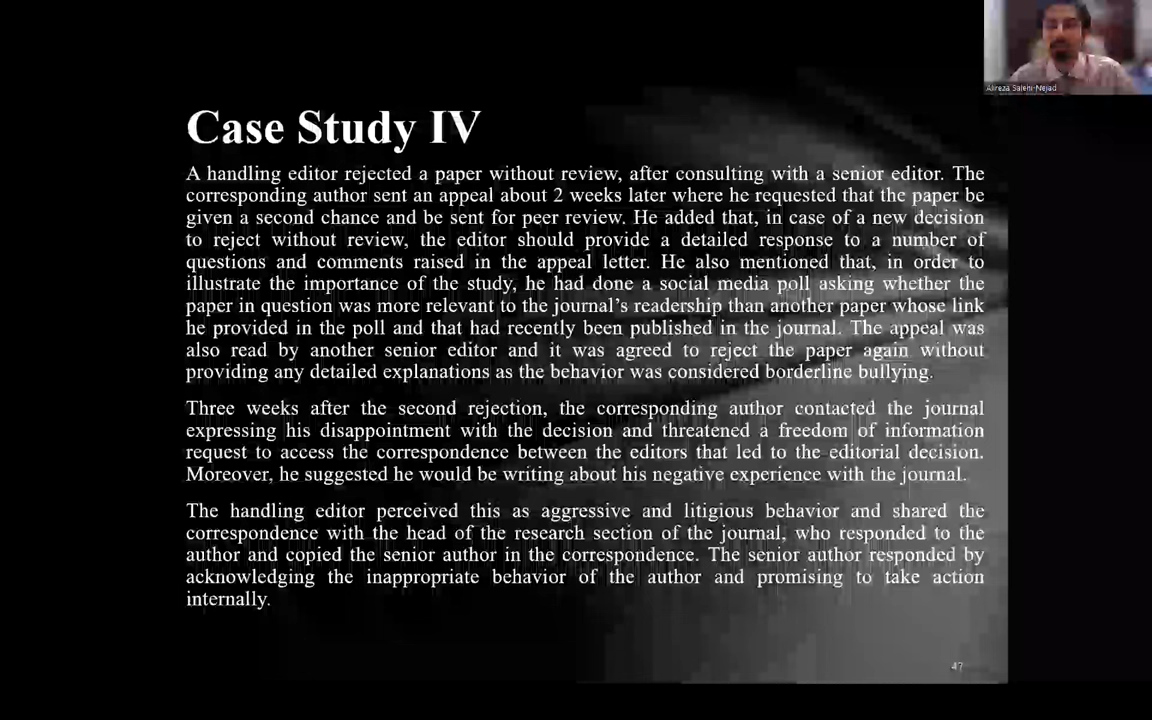 Alireza Salehi-Nejad
Case Study IV
A handling editor rejected a paper without review, after consulting with a senior editor. The
corresponding author sent an appeal about 2 weeks later where he requested that the paper be
given a second chance and be sent for peer review. He added that, in case of a new decision
to reject without review, the editor should provide a detailed response to a number of
questions and comments raised in the appeal letter. He also mentioned that, in order to
illustrate the importance of the study, he had done a social media poll asking whether the
paper in question was more relevant to the journal's readership than another paper whose link
he provided in the poll and that had recently been published in the journal. The appeal was
also read by another senior editor and it was agreed to reject the paper again without
providing any detailed explanations as the behavior was considered borderline bullying.
Three weeks after the second rejection, the corresponding author contacted the journal
expressing his disappointment with the decision and threatened a freedom of information
request to access the correspondence between the editors that led to the editorial decision.
Moreover, he suggested he would be writing about his negative experience with the journal.
The handling editor perceived this as aggressive and litigious behavior and shared the
correspondence with the head of the research section of the journal, who responded to the
author and copied the senior author in the correspondence. The senior author responded by
acknowledging the inappropriate behavior of the author and promising to take action
internally.
47